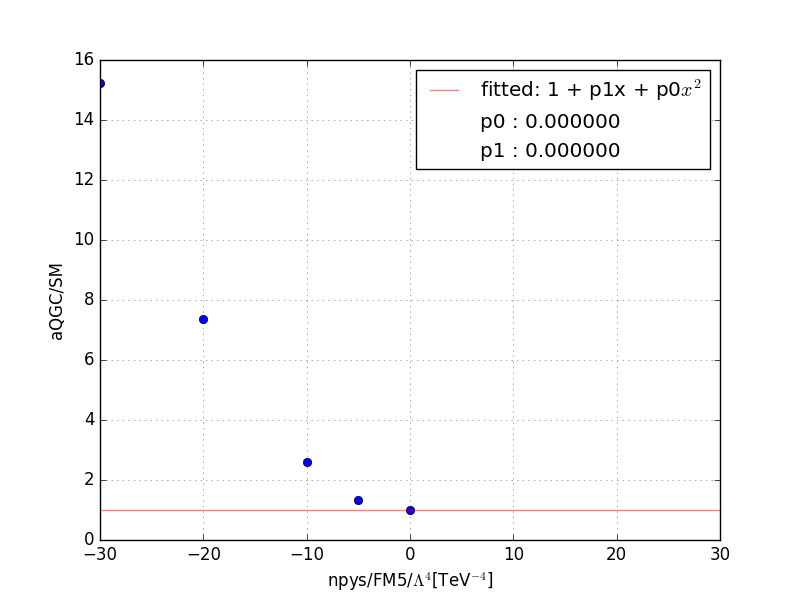 16
14
12
10
8
6
4
2
0
aQGC/SM
fitted: 1 + p1x + p0x²
p0 : 0.000000
p1 : 0.000000
−30 −20 −10 0 10 20 30
npys/FM5/Λ⁴[TeV⁻⁴]